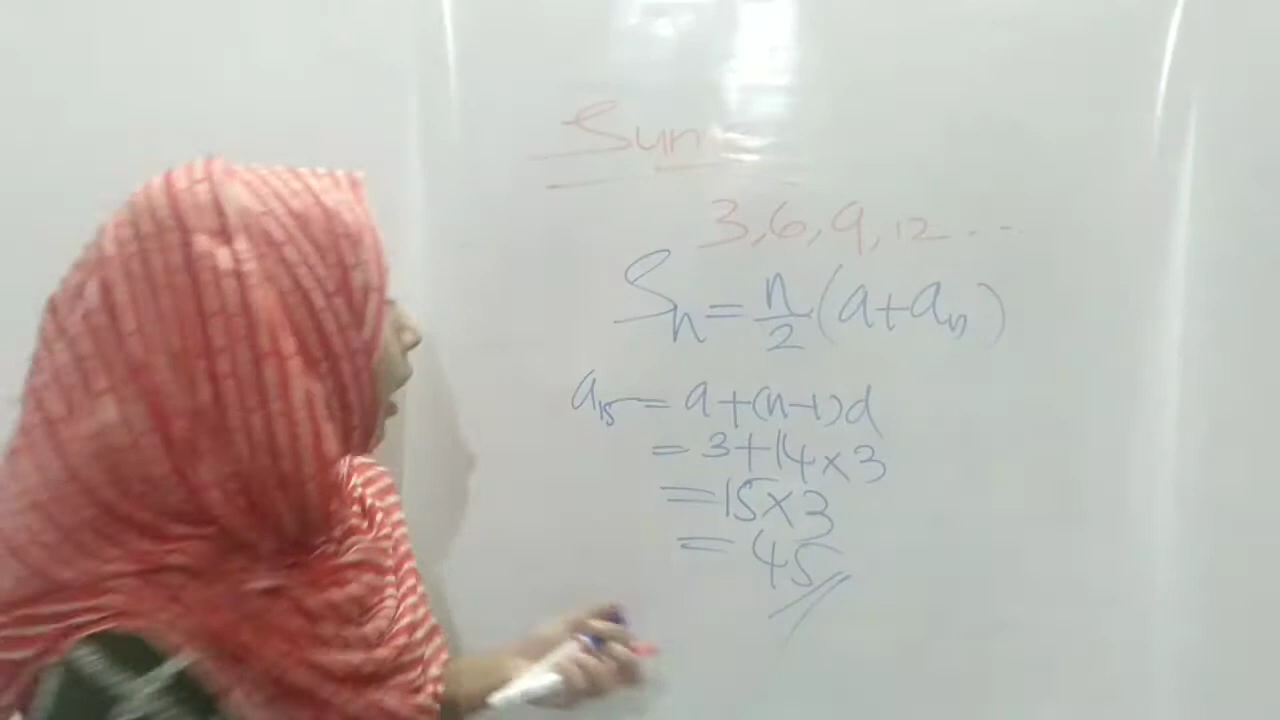 Sum
3, 6, 9, 12 ...
Sn = n/2 (a + an)
a15 = a + (n-1)d
= 3 + 14 × 3
= 15 × 3
= 45